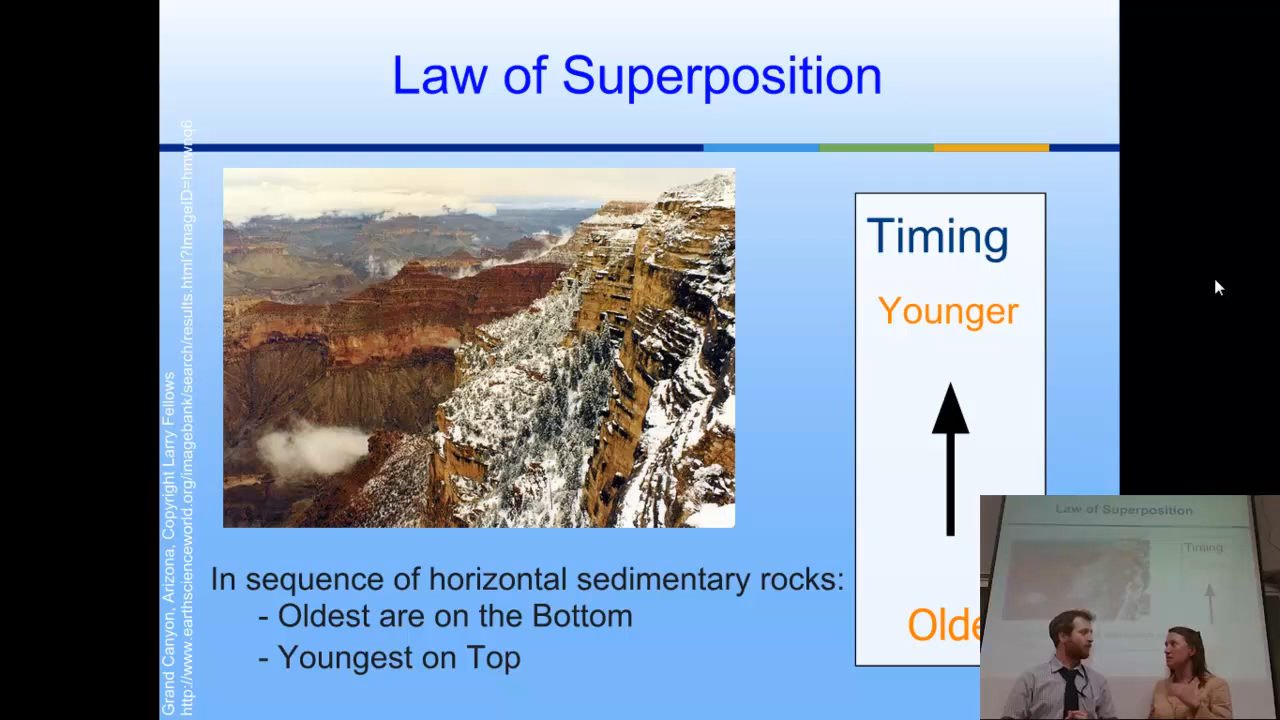 Law of Superposition
Grand Canyon, Arizona, Copyright Larry Fellows
http://www.earthscienceworld.org/imagebank/search/results.html?ImageID=hmwnq6
Timing
Younger
In sequence of horizontal sedimentary rocks:
- Oldest are on the Bottom
- Youngest on Top
Olde
Law of Superposition
Timing